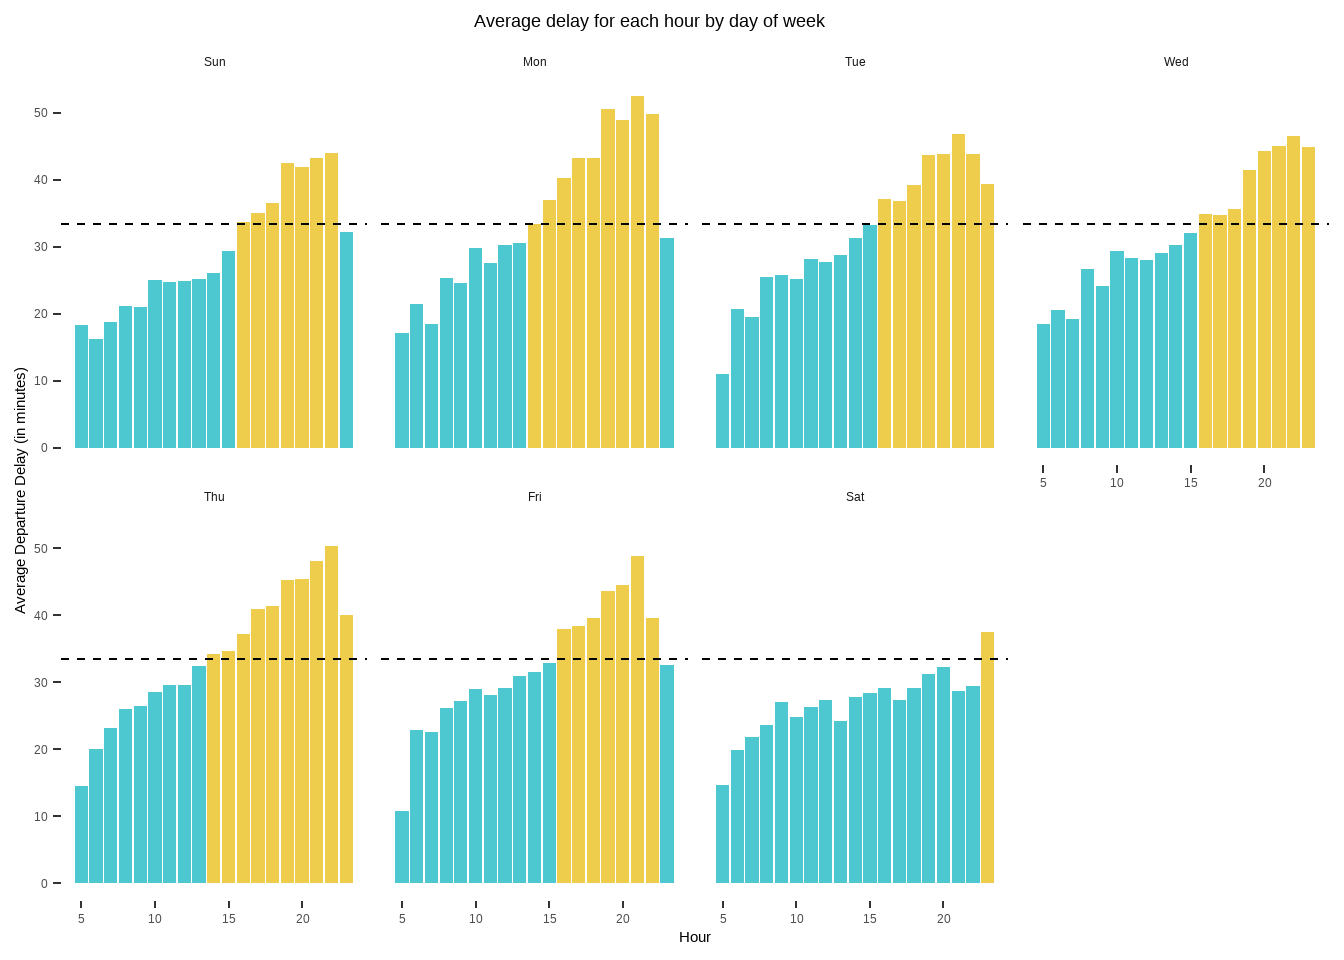 Average delay for each hour by day of week
Sun
Mon
Tue
Wed
50
40
30
20
10
0
5 10 15 20
Average Departure Delay (in minutes)
Thu
Fri
Sat
50
40
30
20
10
0
5 10 15 20
5 10 15 20
5 10 15 20
Hour